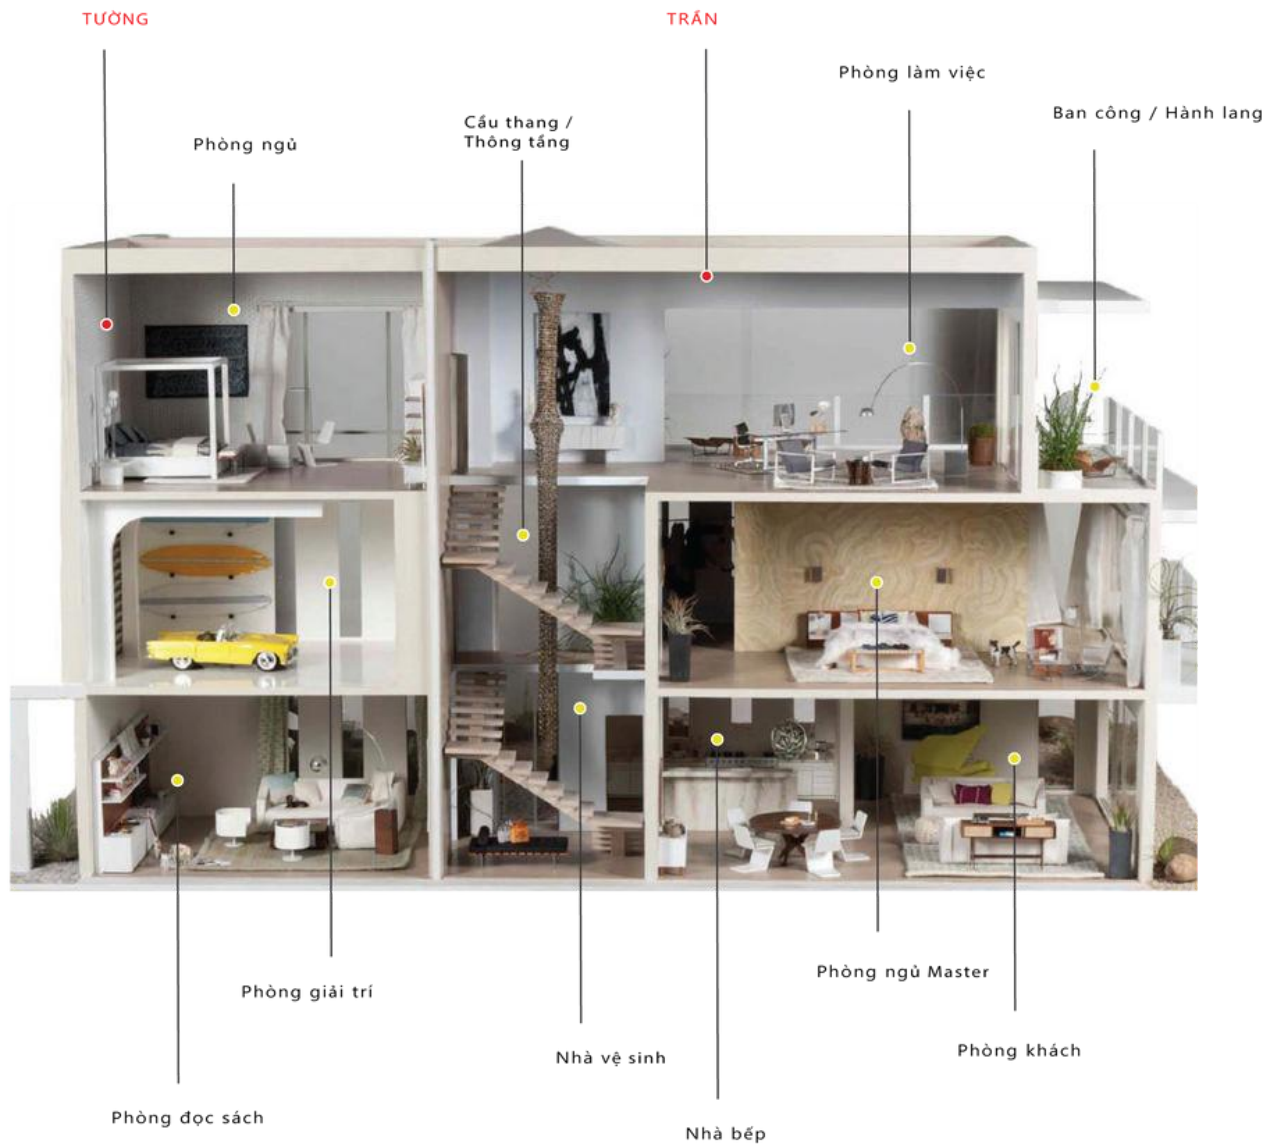 TƯỜNG
TRẦN
Phòng làm việc
Ban công / Hành lang
Cầu thang /
Thông tầng
Phòng ngủ
Phòng ngủ Master
Phòng giải trí
Phòng khách
Nhà vệ sinh
Phòng đọc sách
Nhà bếp